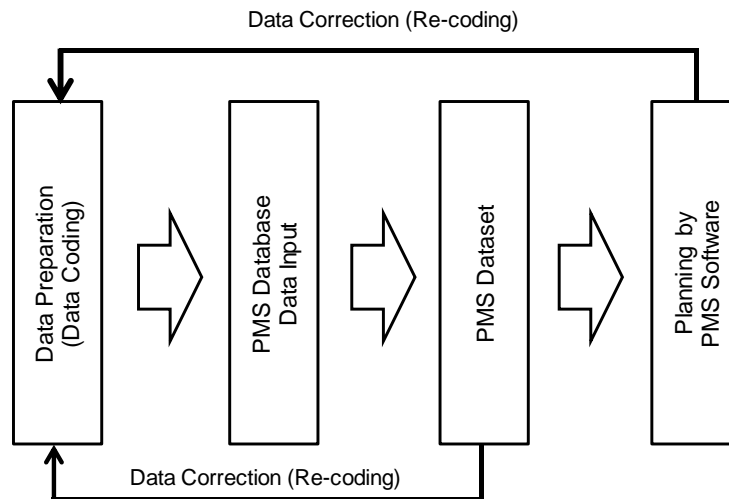 Data Correction (Re-coding)
Data Preparation
(Data Coding)
PMS Database
Data Input
PMS Dataset
Planning by
PMS Software
Data Correction (Re-coding)